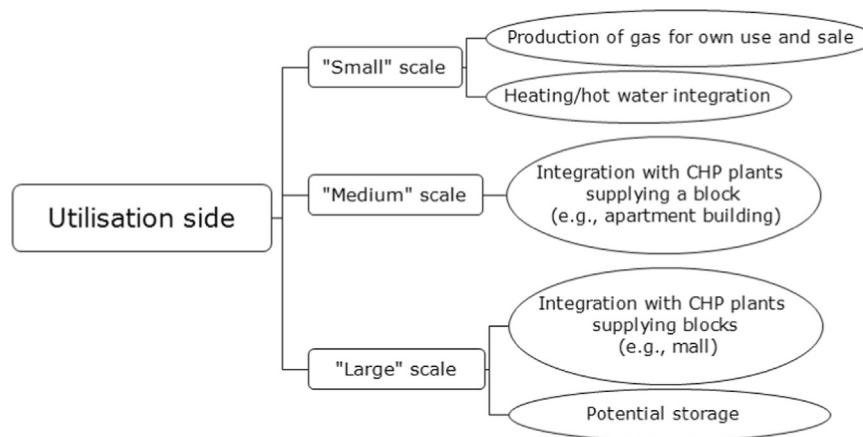 Utilisation side
"Small" scale
Production of gas for own use and sale
Heating/hot water integration
"Medium" scale
Integration with CHP plants
supplying a block
(e.g., apartment building)
"Large" scale
Integration with CHP plants
supplying blocks
(e.g., mall)
Potential storage